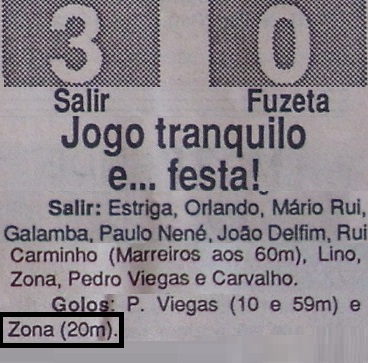 3 0
Salir Fuzeta
Jogo tranquilo
e... festa!
Salir: Estriga, Orlando, Mário Rui,
Galamba, Paulo Nené, João Delfim, Rui
Carminho (Marreiros aos 60m), Lino,
Zona, Pedro Viegas e Carvalho.
Golos: P. Viegas (10 e 59m) e
Zona (20m).